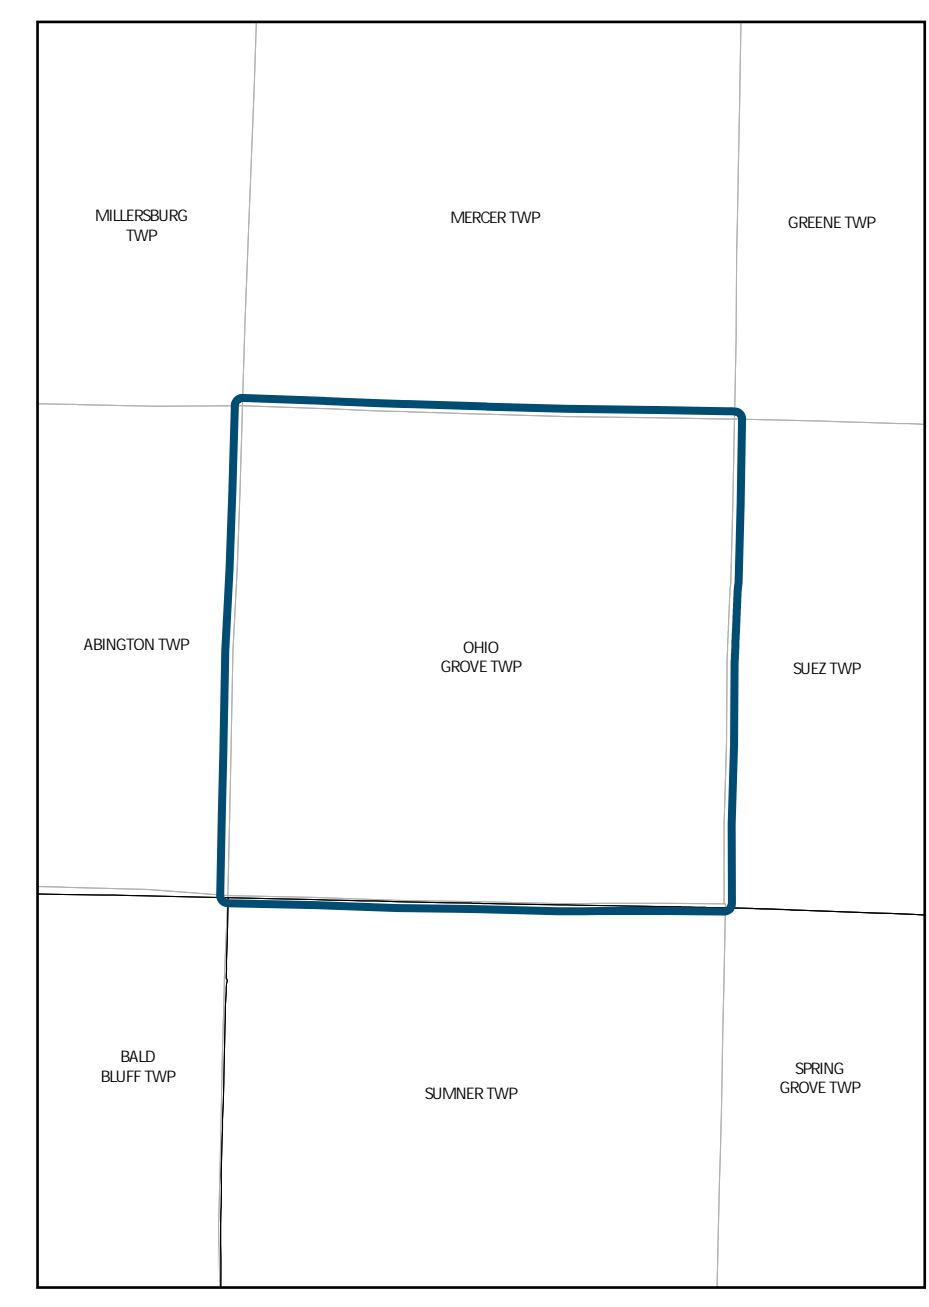 MILLERSBURG
TWP
MERCER TWP
GREENE TWP
ABINGTON TWP
OHIO
GROVE TWP
SUEZ TWP
BALD
BLUFF TWP
SUMNER TWP
SPRING
GROVE TWP